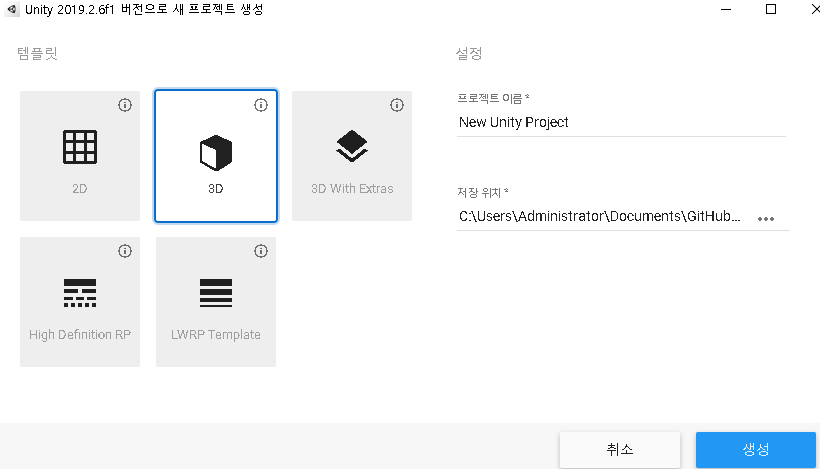 Unity 2019.2.6f1 버전으로 새 프로젝트 생성
템플릿
2D
3D
3D With Extras
High Definition RP
LWRP Template
설정
프로젝트 이름 *
New Unity Project
저장 위치 *
C:\Users\Administrator\Documents\GitHub...
취소
생성